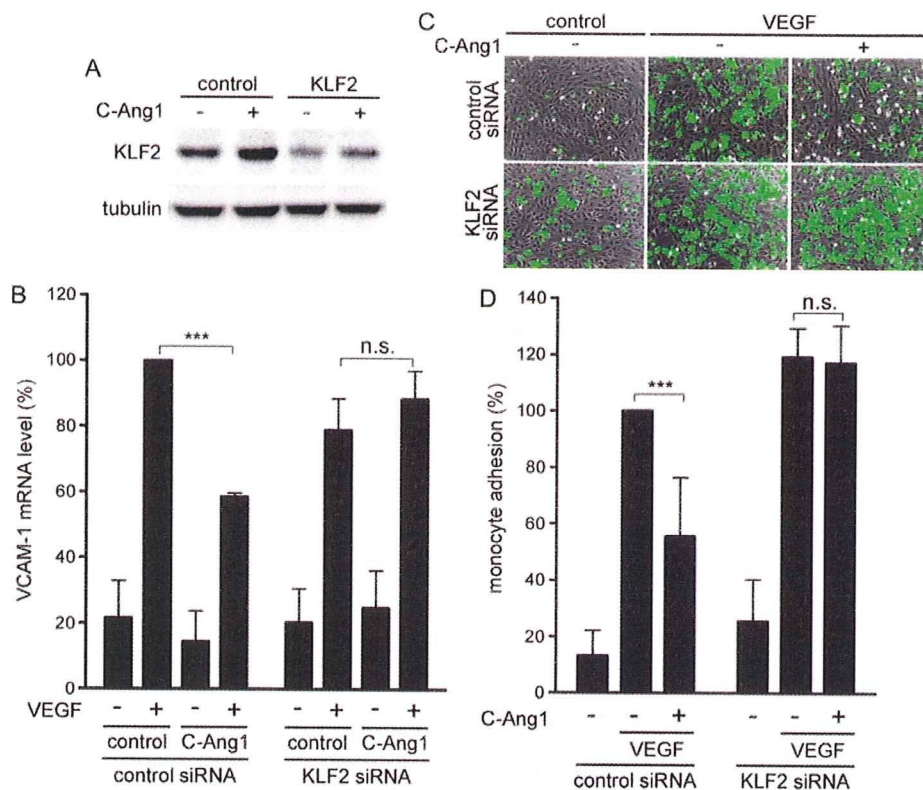 A
control KLF2
C-Ang1 - + - +
KLF2
tubulin
C
control VEGF
C-Ang1 - - +
control siRNA
KLF2 siRNA
B
VCAM-1 mRNA level (%)
120
100
80
60
40
20
0
***
n.s.
VEGF - + - + - + - +
control C-Ang1 control C-Ang1
control siRNA KLF2 siRNA
D
monocyte adhesion (%)
140
120
100
80
60
40
20
0
***
n.s.
C-Ang1 - - + - - +
VEGF VEGF
control siRNA KLF2 siRNA